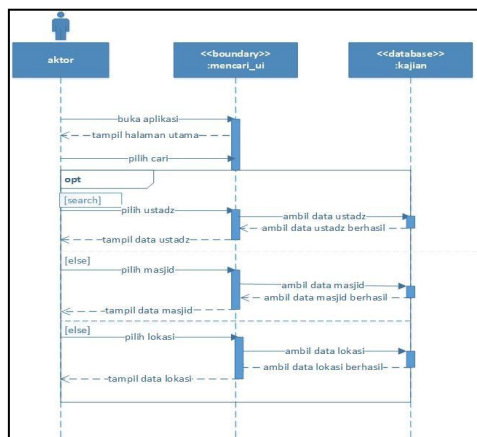 aktor
<<boundary>>
:mencari_ui
<<database>>
:kajian
buka aplikasi
tampil halaman utama
pilih cari
opt
[search]
pilih ustadz
ambil data ustadz
ambil data ustadz berhasil
tampil data ustadz
[else]
pilih masjid
ambil data masjid
ambil data masjid berhasil
tampil data masjid
[else]
pilih lokasi
ambil data lokasi
ambil data lokasi berhasil
tampil data lokasi